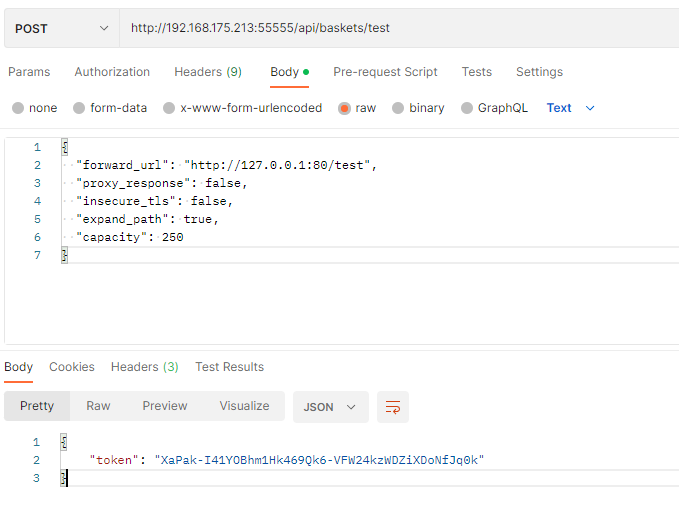 POST http://192.168.175.213:55555/api/baskets/test
Params Authorization Headers (9) Body Pre-request Script Tests Settings
none form-data x-www-form-urlencoded raw binary GraphQL Text
1 {
2 "forward_url": "http://127.0.0.1:80/test",
3 "proxy_response": false,
4 "insecure_tls": false,
5 "expand_path": true,
6 "capacity": 250
7 }
Body Cookies Headers (3) Test Results
Pretty Raw Preview Visualize JSON
1 {
2 "token": "XaPak-I41YOBhm1Hk469Qk6-VFW24kzWDZiXDoNfJq0k"
3 }